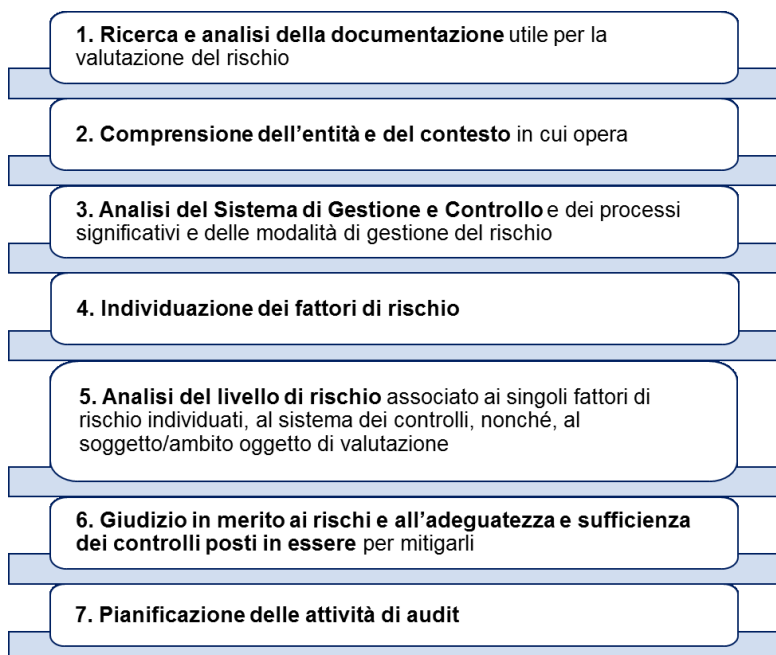 1. Ricerca e analisi della documentazione utile per la
valutazione del rischio
2. Comprensione dell'entità e del contesto in cui opera
3. Analisi del Sistema di Gestione e Controllo e dei processi
significativi e delle modalità di gestione del rischio
4. Individuazione dei fattori di rischio
5. Analisi del livello di rischio associato ai singoli fattori di
rischio individuati, al sistema dei controlli, nonché, al
soggetto/ambito oggetto di valutazione
6. Giudizio in merito ai rischi e all'adeguatezza e sufficienza
dei controlli posti in essere per mitigarli
7. Pianificazione delle attività di audit